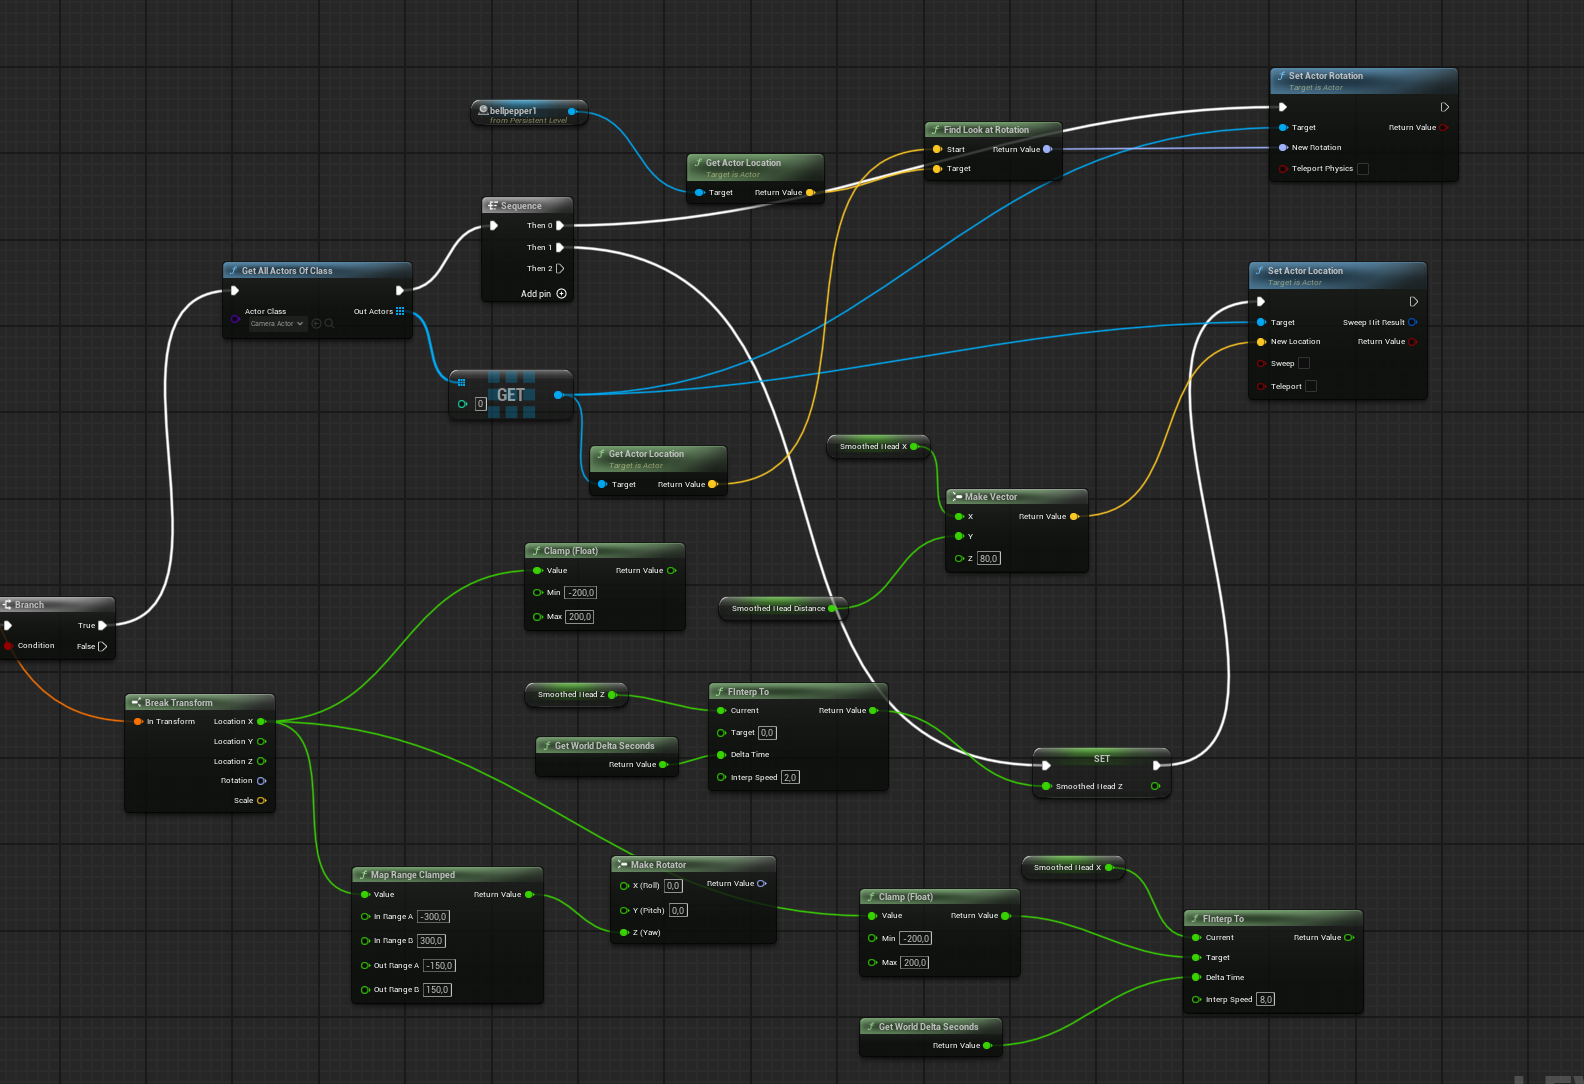 bellpepper1
from Persistent Level
Get Actor Location
Target is Actor
Target Return Value
Find Look at Rotation
Start Return Value
Target
Set Actor Rotation
Target is Actor
Target Return Value
New Rotation
Teleport Physics
Sequence
Then 0
Then 1
Then 2
Add pin
Get All Actors Of Class
Actor Class Out Actors
Camera Actor
Set Actor Location
Target is Actor
Target Sweep Hit Result
New Location Return Value
Sweep
Teleport
GET
0
Get Actor Location
Target is Actor
Target Return Value
Smoothed Head X
Make Vector
X Return Value
Y
Z 80,0
Clamp (Float)
Value Return Value
Min -200,0
Max 200,0
Smoothed Head Distance
Branch
True
Condition False
Break Transform
In Transform Location X
Location Y
Location Z
Rotation
Scale
Smoothed Head Z
FInterp To
Current Return Value
Target 0,0
Delta Time
Interp Speed 2,0
Get World Delta Seconds
Return Value
SET
Smoothed Head Z
Map Range Clamped
Value Return Value
In Range A -300,0
In Range B 300,0
Out Range A -150,0
Out Range B 150,0
Make Rotator
X (Roll) 0,0 Return Value
Y (Pitch) 0,0
Z (Yaw)
Smoothed Head X
Clamp (Float)
Value Return Value
Min -200,0
Max 200,0
FInterp To
Current Return Value
Target
Delta Time
Interp Speed 8,0
Get World Delta Seconds
Return Value